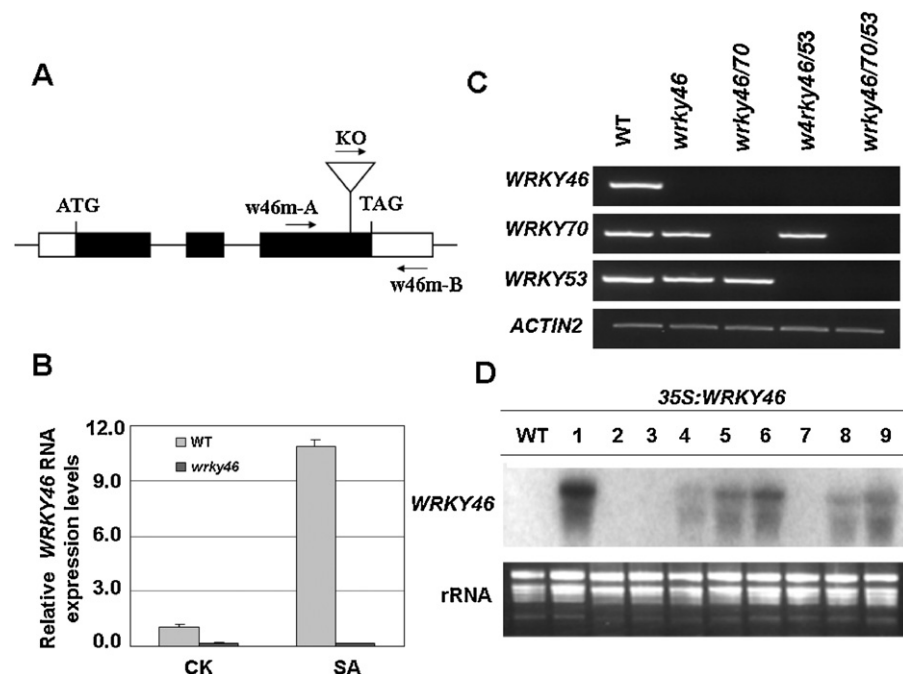 A
KO
ATG
w46m-A
TAG
w46m-B
B
Relative WRKY46 RNA
expression levels
12.0
9.0
6.0
3.0
0.0
WT
wrky46
CK
SA
C
WT
wrky46
wrky46/70
w4rky46/53
wrky46/70/53
WRKY46
WRKY70
WRKY53
ACTIN2
D
35S:WRKY46
WT 1 2 3 4 5 6 7 8 9
WRKY46
rRNA